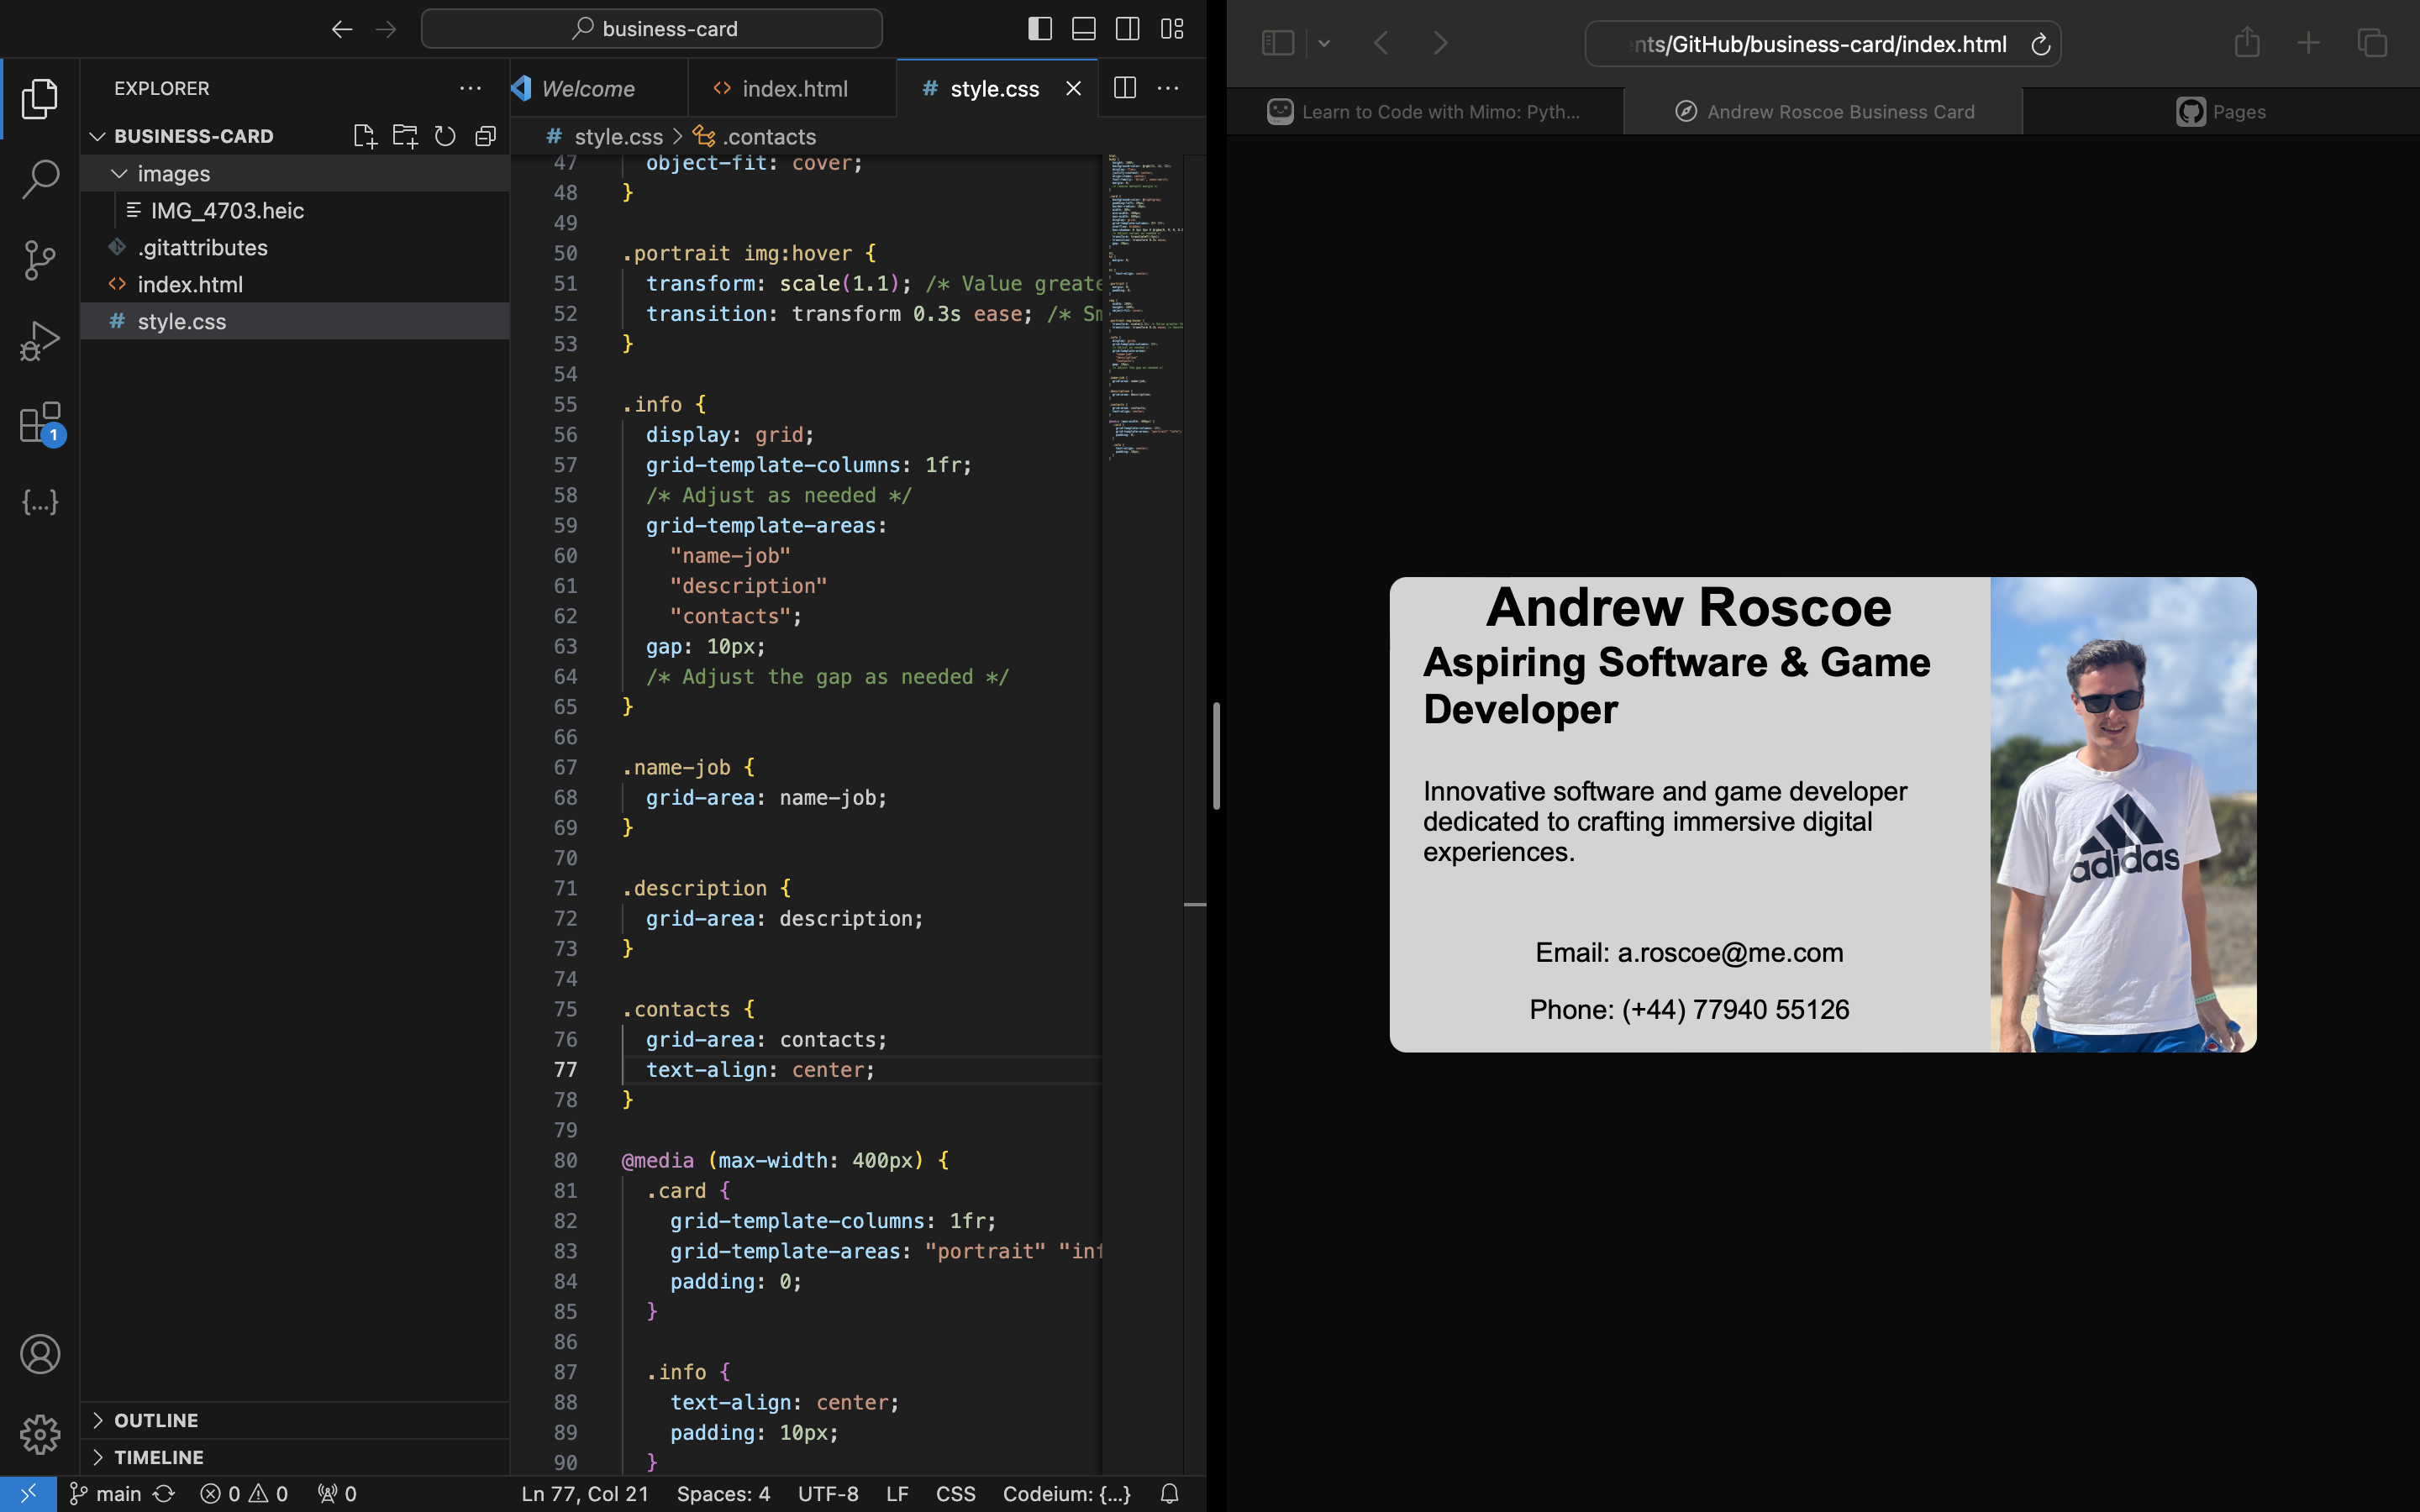 business-card
EXPLORER
BUSINESS-CARD
images
IMG_4703.heic
.gitattributes
index.html
style.css
1
{...}
OUTLINE
TIMELINE
Welcome
index.html
style.css
style.css > .contacts
47 object-fit: cover;
48 }
49
50 .portrait img:hover {
51 transform: scale(1.1); /* Value greate
52 transition: transform 0.3s ease; /* Sm
53 }
54
55 .info {
56 display: grid;
57 grid-template-columns: 1fr;
58 /* Adjust as needed */
59 grid-template-areas:
60 "name-job"
61 "description"
62 "contacts";
63 gap: 10px;
64 /* Adjust the gap as needed */
65 }
66
67 .name-job {
68 grid-area: name-job;
69 }
70
71 .description {
72 grid-area: description;
73 }
74
75 .contacts {
76 grid-area: contacts;
77 text-align: center;
78 }
79
80 @media (max-width: 400px) {
81 .card {
82 grid-template-columns: 1fr;
83 grid-template-areas: "portrait" "inf
84 padding: 0;
85 }
86
87 .info {
88 text-align: center;
89 padding: 10px;
90 }
main 0 0 0 Ln 77, Col 21 Spaces: 4 UTF-8 LF CSS Codeium: {...}
nts/GitHub/business-card/index.html
Learn to Code with Mimo: Pyth...
Andrew Roscoe Business Card
Pages
Andrew Roscoe
Aspiring Software & Game
Developer
Innovative software and game developer
dedicated to crafting immersive digital
experiences.
Email: a.roscoe@me.com
Phone: (+44) 77940 55126
adidas